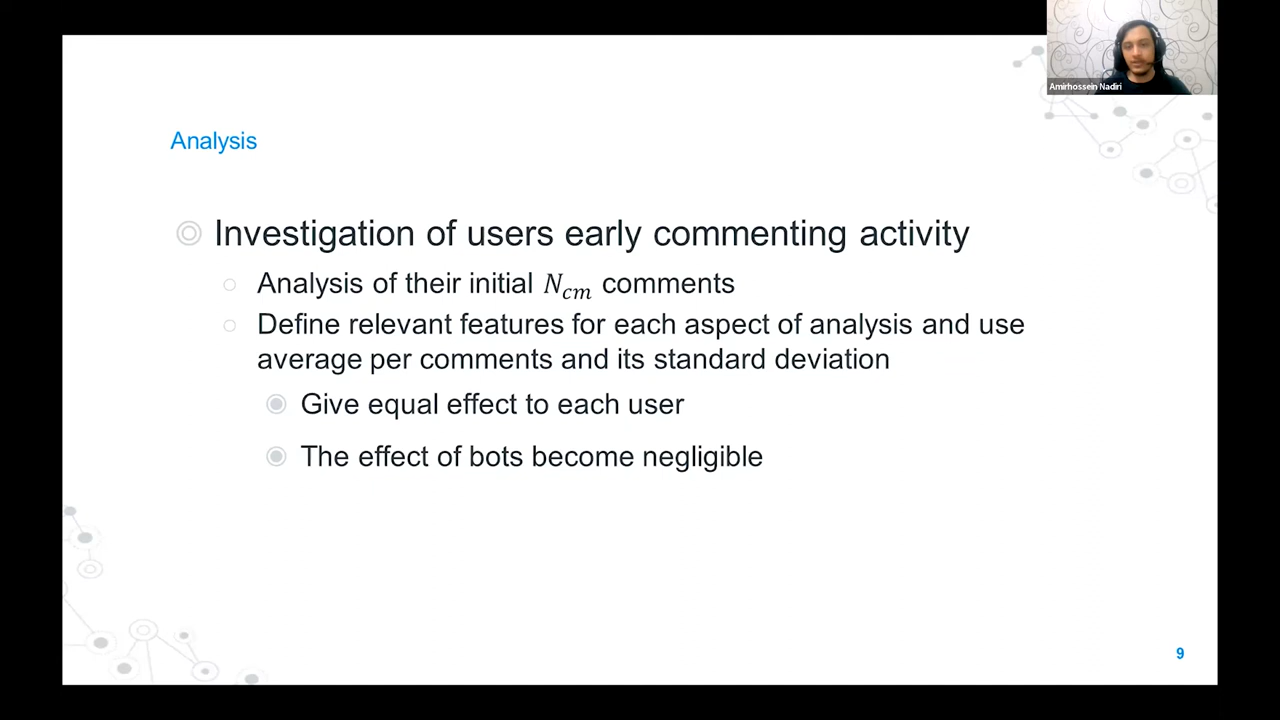 Amirhossein Nadiri
Analysis
Investigation of users early commenting activity
Analysis of their initial N_{cm} comments
Define relevant features for each aspect of analysis and use
average per comments and its standard deviation
Give equal effect to each user
The effect of bots become negligible
9